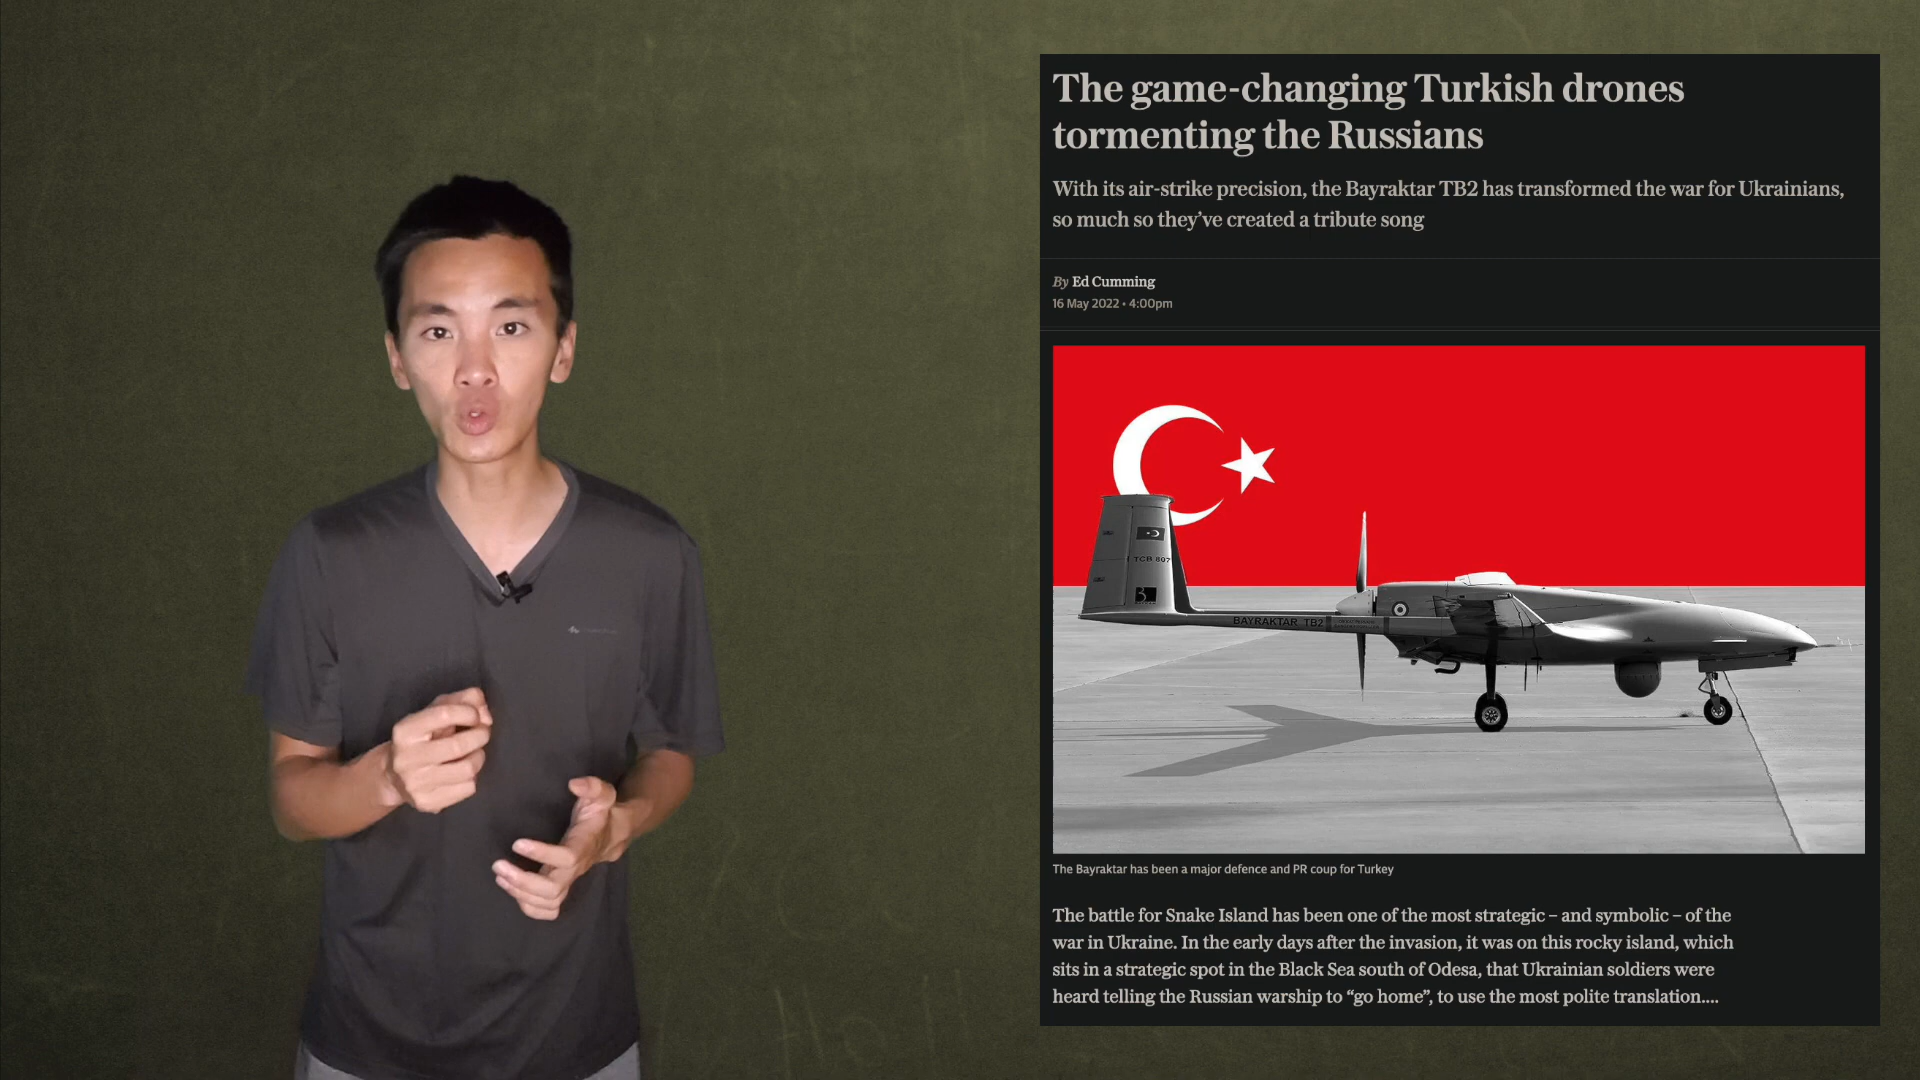 The game-changing Turkish drones
tormenting the Russians
With its air-strike precision, the Bayraktar TB2 has transformed the war for Ukrainians,
so much so they’ve created a tribute song
By Ed Cumming
16 May 2022 • 4:00pm
TCB 807
BAYRAKTAR TB2
The Bayraktar has been a major defence and PR coup for Turkey
The battle for Snake Island has been one of the most strategic – and symbolic – of the
war in Ukraine. In the early days after the invasion, it was on this rocky island, which
sits in a strategic spot in the Black Sea south of Odesa, that Ukrainian soldiers were
heard telling the Russian warship to “go home”, to use the most polite translation....